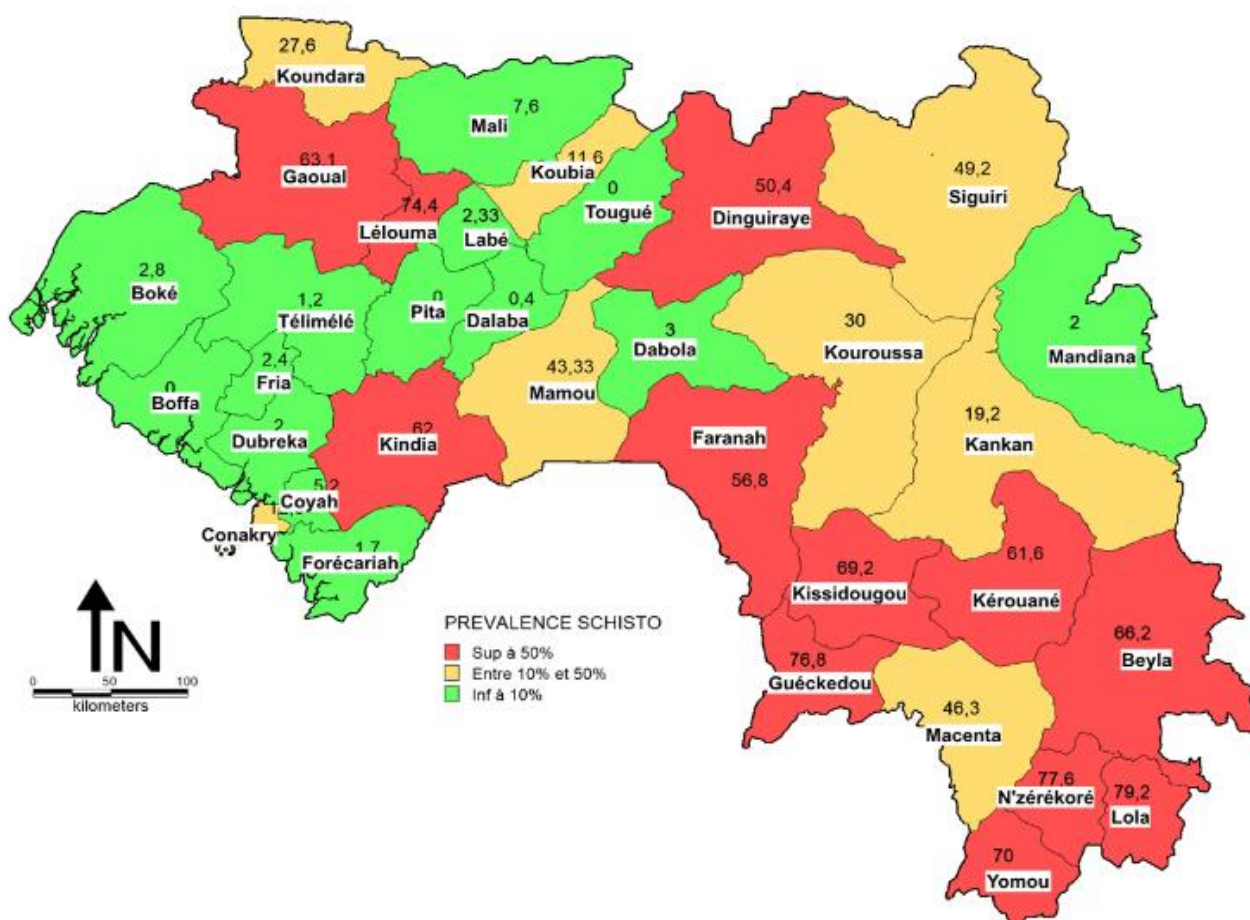 27,6
Koundara
7,6
Mali
63,1
Gaoual
11,6
Koubia
0
Tougué
50,4
Dinguiraye
49,2
Siguiri
74,4
Lélouma
2,33
Labé
2,8
Boké
1,2
Télimélé
0
Pita
0,4
Dalaba
3
Dabola
30
Kouroussa
2
Mandiana
2,4
Fria
0
Boffa
43,33
Mamou
2
Dubreka
62
Kindia
Faranah
56,8
19,2
Kankan
5,2
Coyah
Conakry
1,7
Forécariah
69,2
Kissidougou
61,6
Kérouané
66,2
Beyla
76,8
Guéckedou
46,3
Macenta
77,6
N'zérékoré
79,2
Lola
70
Yomou
N
0 50 100
kilometers
PREVALENCE SCHISTO
Sup à 50%
Entre 10% et 50%
Inf à 10%